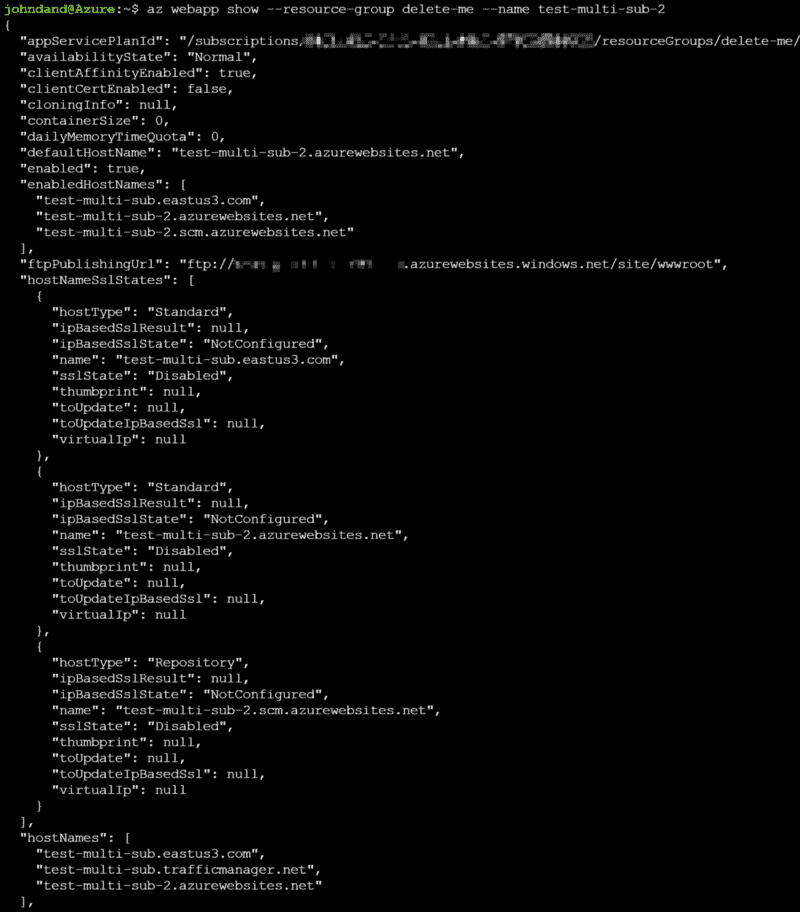 johndand@Azure:~$ az webapp show --resource-group delete-me --name test-multi-sub-2
{
  "appServicePlanId": "/subscriptions/ /resourceGroups/delete-me/
  "availabilityState": "Normal",
  "clientAffinityEnabled": true,
  "clientCertEnabled": false,
  "cloningInfo": null,
  "containerSize": 0,
  "dailyMemoryTimeQuota": 0,
  "defaultHostName": "test-multi-sub-2.azurewebsites.net",
  "enabled": true,
  "enabledHostNames": [
    "test-multi-sub.eastus3.com",
    "test-multi-sub-2.azurewebsites.net",
    "test-multi-sub-2.scm.azurewebsites.net"
  ],
  "ftpPublishingUrl": "ftp:// .azurewebsites.windows.net/site/wwwroot",
  "hostNameSslStates": [
    {
      "hostType": "Standard",
      "ipBasedSslResult": null,
      "ipBasedSslState": "NotConfigured",
      "name": "test-multi-sub.eastus3.com",
      "sslState": "Disabled",
      "thumbprint": null,
      "toUpdate": null,
      "toUpdateIpBasedSsl": null,
      "virtualIp": null
    },
    {
      "hostType": "Standard",
      "ipBasedSslResult": null,
      "ipBasedSslState": "NotConfigured",
      "name": "test-multi-sub-2.azurewebsites.net",
      "sslState": "Disabled",
      "thumbprint": null,
      "toUpdate": null,
      "toUpdateIpBasedSsl": null,
      "virtualIp": null
    },
    {
      "hostType": "Repository",
      "ipBasedSslResult": null,
      "ipBasedSslState": "NotConfigured",
      "name": "test-multi-sub-2.scm.azurewebsites.net",
      "sslState": "Disabled",
      "thumbprint": null,
      "toUpdate": null,
      "toUpdateIpBasedSsl": null,
      "virtualIp": null
    }
  ],
  "hostNames": [
    "test-multi-sub.eastus3.com",
    "test-multi-sub.trafficmanager.net",
    "test-multi-sub-2.azurewebsites.net"
  ],